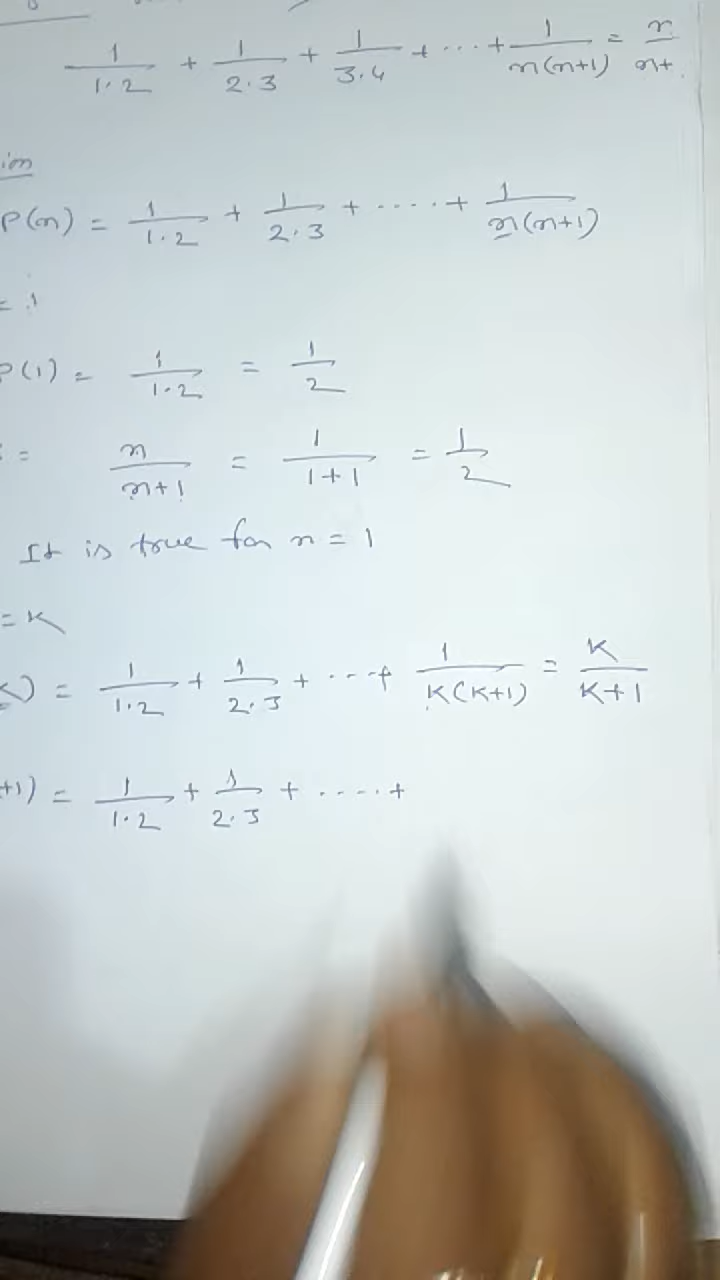 1/1·2 + 1/2·3 + 1/3·4 + ... + 1/n(n+1) = n/n+
P(n) = 1/1·2 + 1/2·3 + .... + 1/n(n+1)
= 1
P(1) = 1/1·2 = 1/2
= n/n+1 = 1/1+1 = 1/2
It is true for n = 1
= K
) = 1/1·2 + 1/2·3 + ... + 1/K(K+1) = K/K+1
+1) = 1/1·2 + 1/2·3 + ..... +